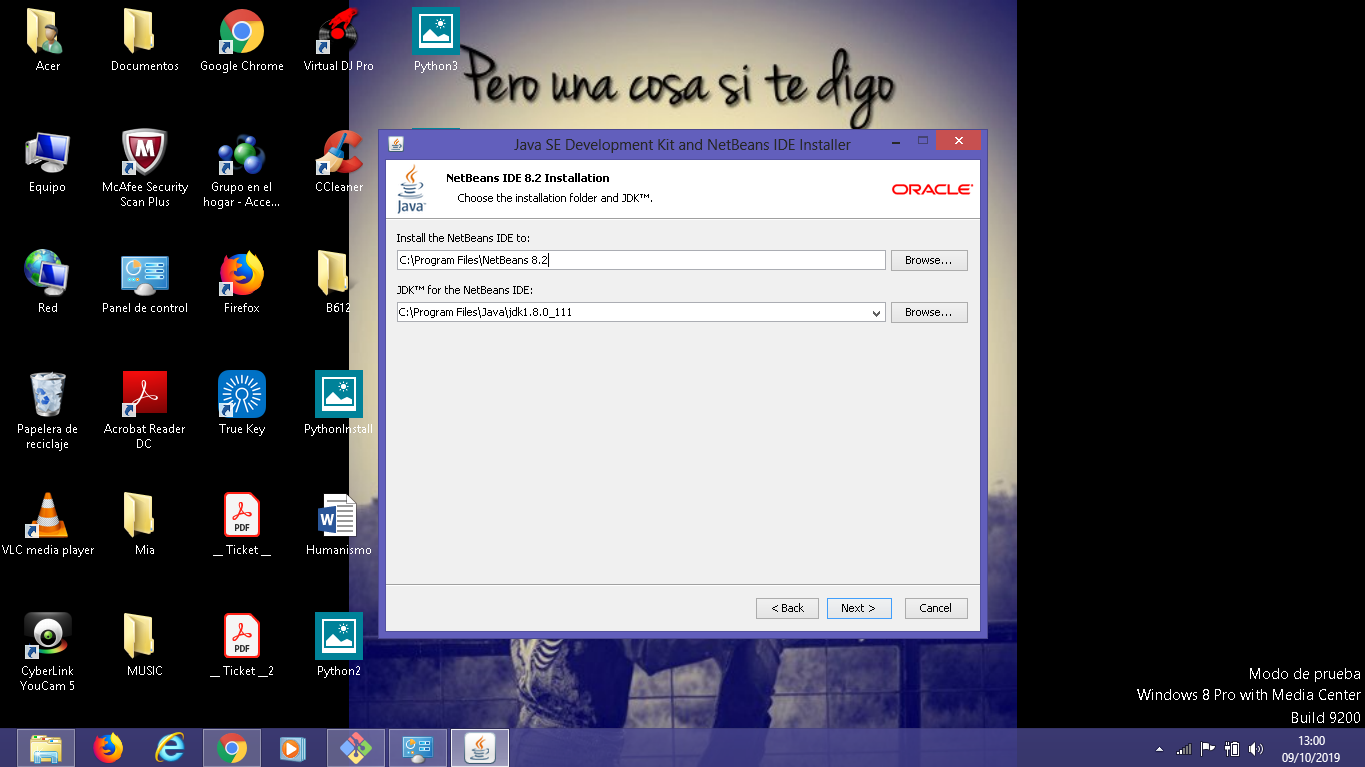 Acer
Documentos
Google Chrome
Virtual DJ Pro
Python3
Pero una cosa si te digo
Equipo
McAfee Security
Scan Plus
Grupo en el
hogar - Acce...
CCleaner
Red
Panel de control
Firefox
B612
Papelera de
reciclaje
Acrobat Reader
DC
True Key
PythonInstall
VLC media player
Mia
PDF
__ Ticket __
W
Humanismo
CyberLink
YouCam 5
MUSIC
PDF
__ Ticket __2
Python2
Java SE Development Kit and NetBeans IDE Installer
Java
NetBeans IDE 8.2 Installation
Choose the installation folder and JDK™.
ORACLE
Install the NetBeans IDE to:
C:\Program Files\NetBeans 8.2
Browse...
JDK™ for the NetBeans IDE:
C:\Program Files\Java\jdk1.8.0_111
Browse...
< Back
Next >
Cancel
Modo de prueba
Windows 8 Pro with Media Center
Build 9200
13:00
09/10/2019